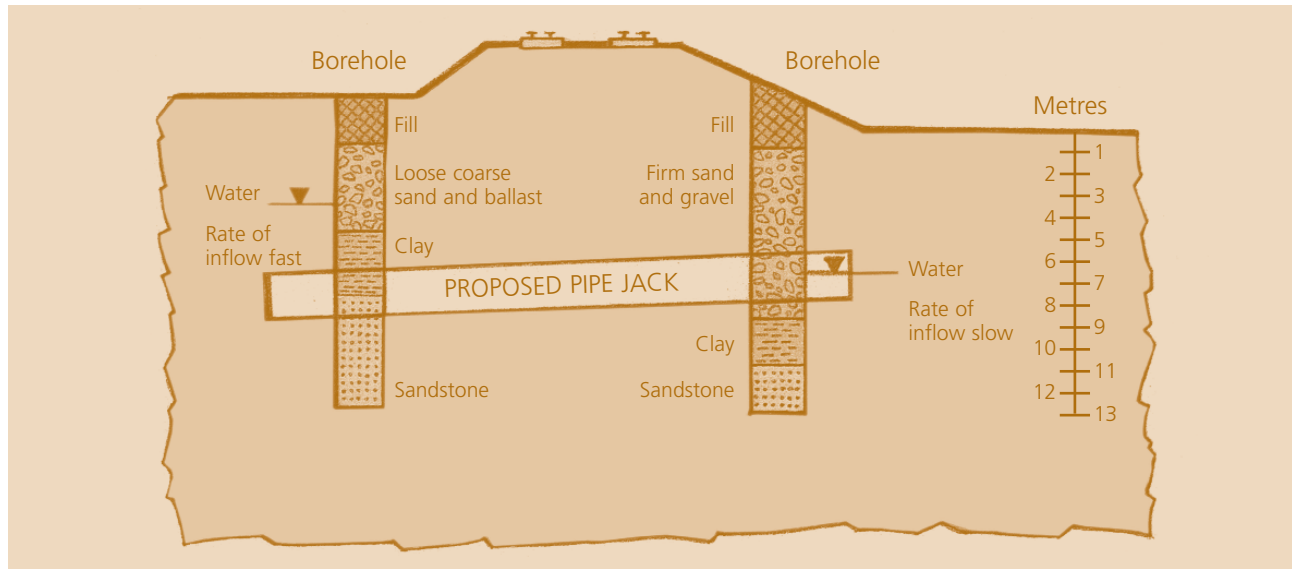 Borehole
Borehole
Metres
Fill
Fill
Loose coarse
sand and ballast
Firm sand
and gravel
Water
Rate of
inflow fast
Clay
PROPOSED PIPE JACK
Water
Rate of
inflow slow
Clay
Sandstone
Sandstone
1
2
3
4
5
6
7
8
9
10
11
12
13